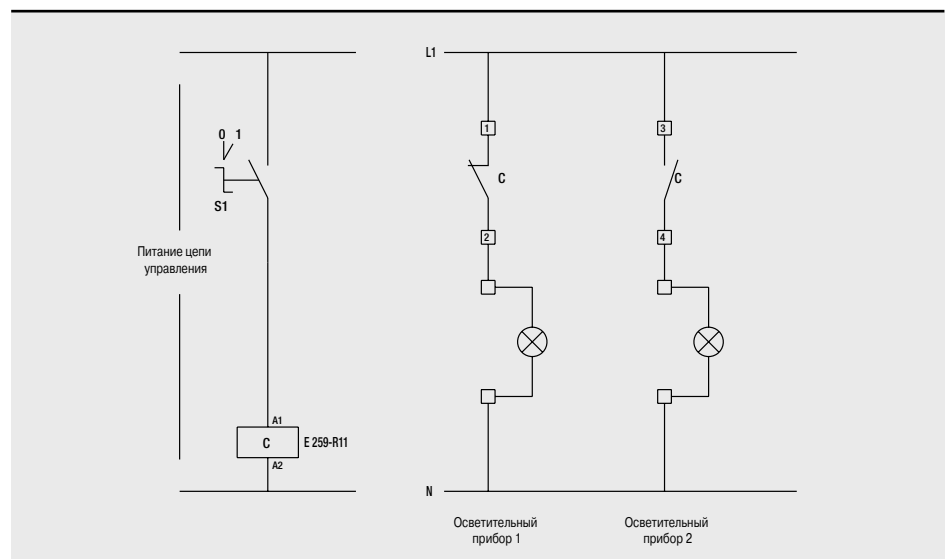 L1
0 1
1
3
C
C
S1
2
4
Питание цепи
управления
A1
C
E 259-R11
A2
N
Осветительный
прибор 1
Осветительный
прибор 2